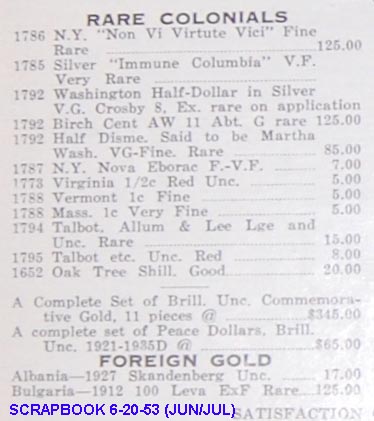 RARE COLONIALS
1786 N.Y. "Non Vi Virtute Vici" Fine
Rare ........ 125.00
1785 Silver "Immune Columbia" V.F.
Very Rare ........
1792 Washington Half-Dollar in Silver
V.G. Crosby 8, Ex. rare on application
1792 Birch Cent AW 11 Abt. G rare 125.00
1792 Half Disme. Said to be Martha
Wash. VG-Fine. Rare ........ 85.00
1787 N.Y. Nova Eborac F.-V.F. ........ 7.00
1773 Virginia 1/2c Red Unc. ........ 5.00
1788 Vermont 1c Fine ........ 5.00
1788 Mass. 1c Very Fine ........ 5.00
1794 Talbot, Allum & Lee Lge and
Unc. Rare ........ 15.00
1795 Talbot etc. Unc. Red ........ 8.00
1652 Oak Tree Shill. Good ........ 20.00
A Complete Set of Brill. Unc. Commemora-
tive Gold, 11 pieces @ ........ $345.00
A complete set of Peace Dollars, Brill.
Unc. 1921-1935D @ ........ $65.00
FOREIGN GOLD
Albania—1927 Skandenberg Unc. ........ 17.00
Bulgaria—1912 100 Leva ExF Rare ........ 125.00
SCRAPBOOK 6-20-53 (JUN/JUL)
SATISFACTION